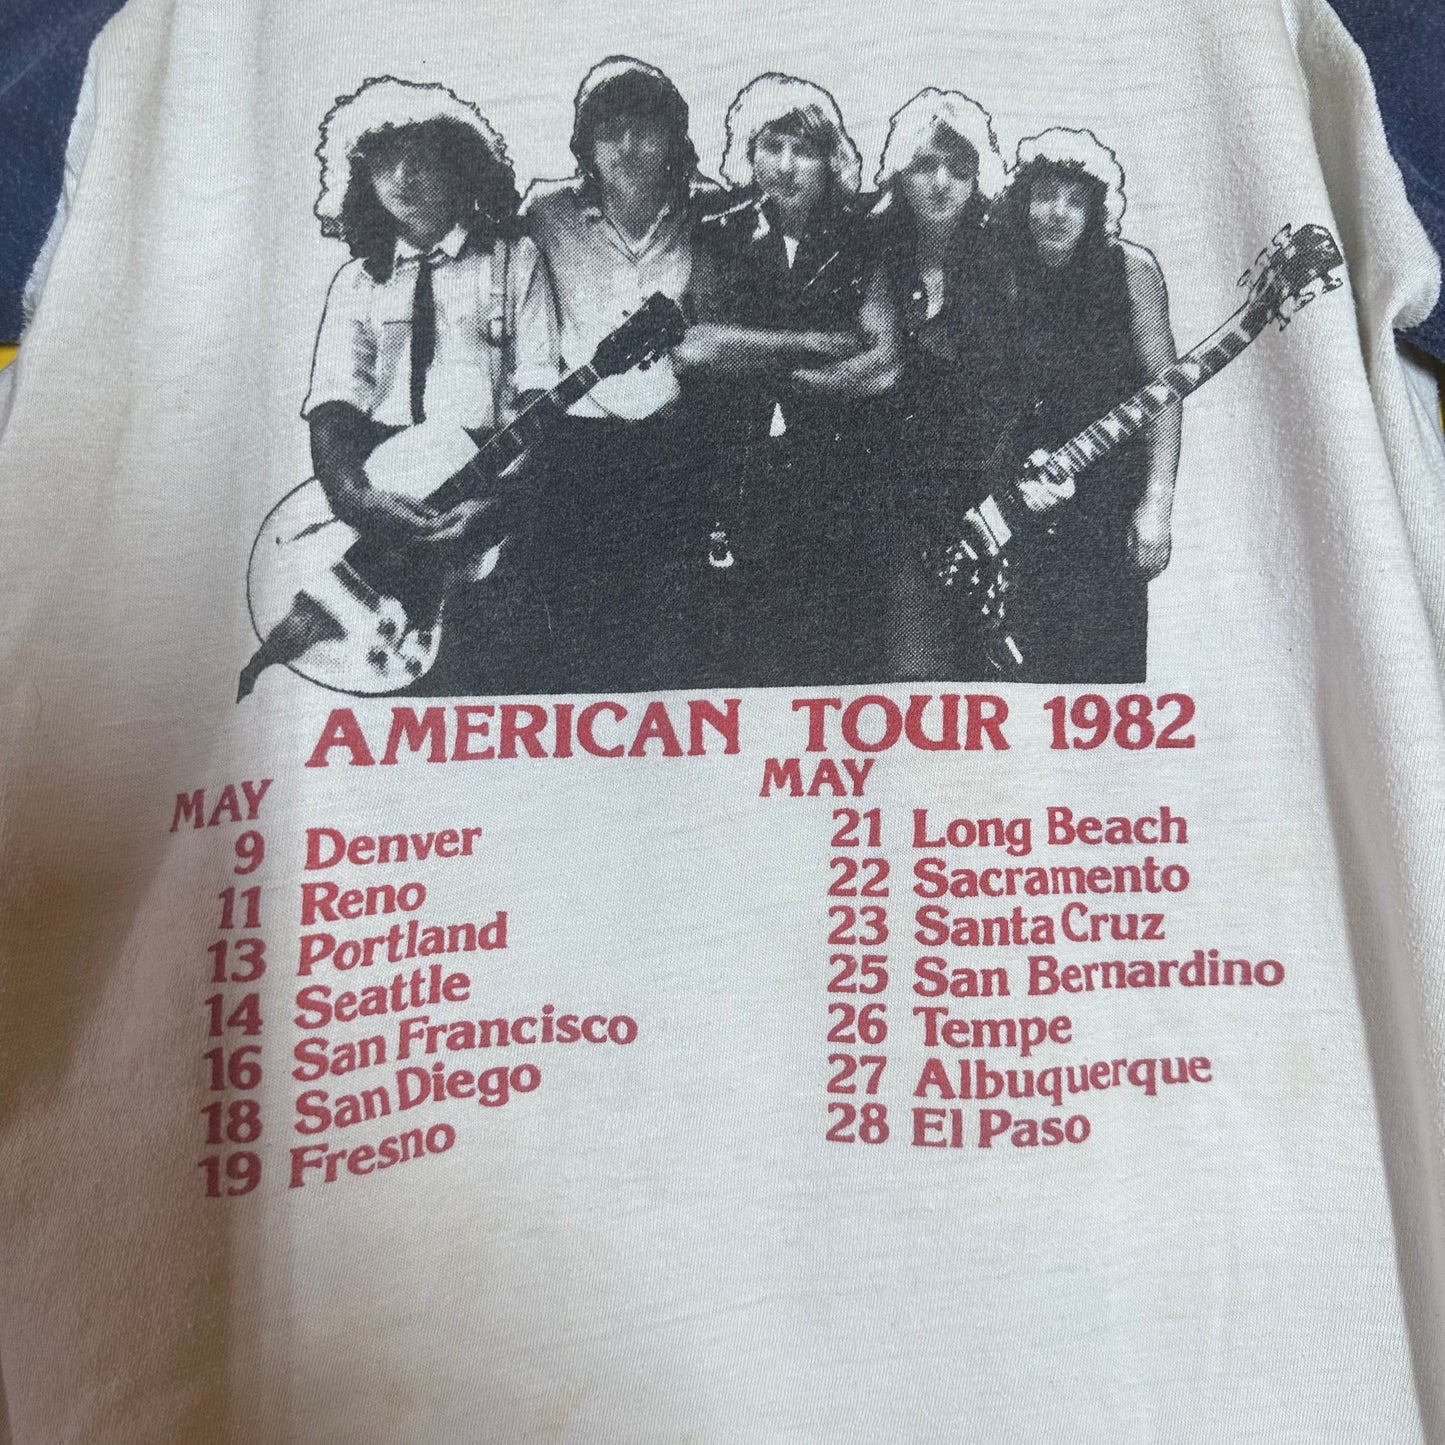 AMERICAN TOUR 1982
MAY
9 Denver
11 Reno
13 Portland
14 Seattle
16 San Francisco
18 San Diego
19 Fresno
MAY
21 Long Beach
22 Sacramento
23 Santa Cruz
25 San Bernardino
26 Tempe
27 Albuquerque
28 El Paso